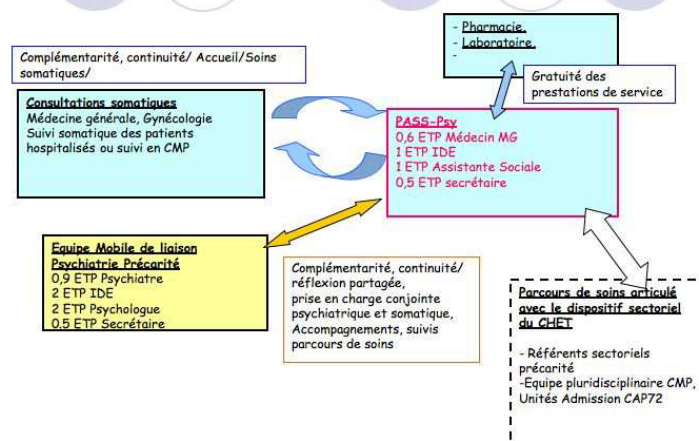 - Pharmacie,
- Laboratoire,
-
Complémentarité, continuité/ Accueil/Soins
somatiques/
Gratuité des
prestations de service
Consultations somatiques
Médecine générale, Gynécologie
Suivi somatique des patients
hospitalisés ou suivi en CMP
PASS-Psy
0,6 ETP Médecin MG
1 ETP IDE
1 ETP Assistante Sociale
0,5 ETP secrétaire
Equipe Mobile de liaison
Psychiatrie Précarité
0,9 ETP Psychiatre
2 ETP IDE
2 ETP Psychologue
0.5 ETP Secrétaire
Complémentarité, continuité/
réflexion partagée,
prise en charge conjointe
psychiatrique et somatique,
Accompagnements, suivis
parcours de soins
Parcours de soins articulé
avec le dispositif sectoriel
du CHET
- Référents sectoriels
précarité
-Equipe pluridisciplinaire CMP,
Unités Admission CAP72